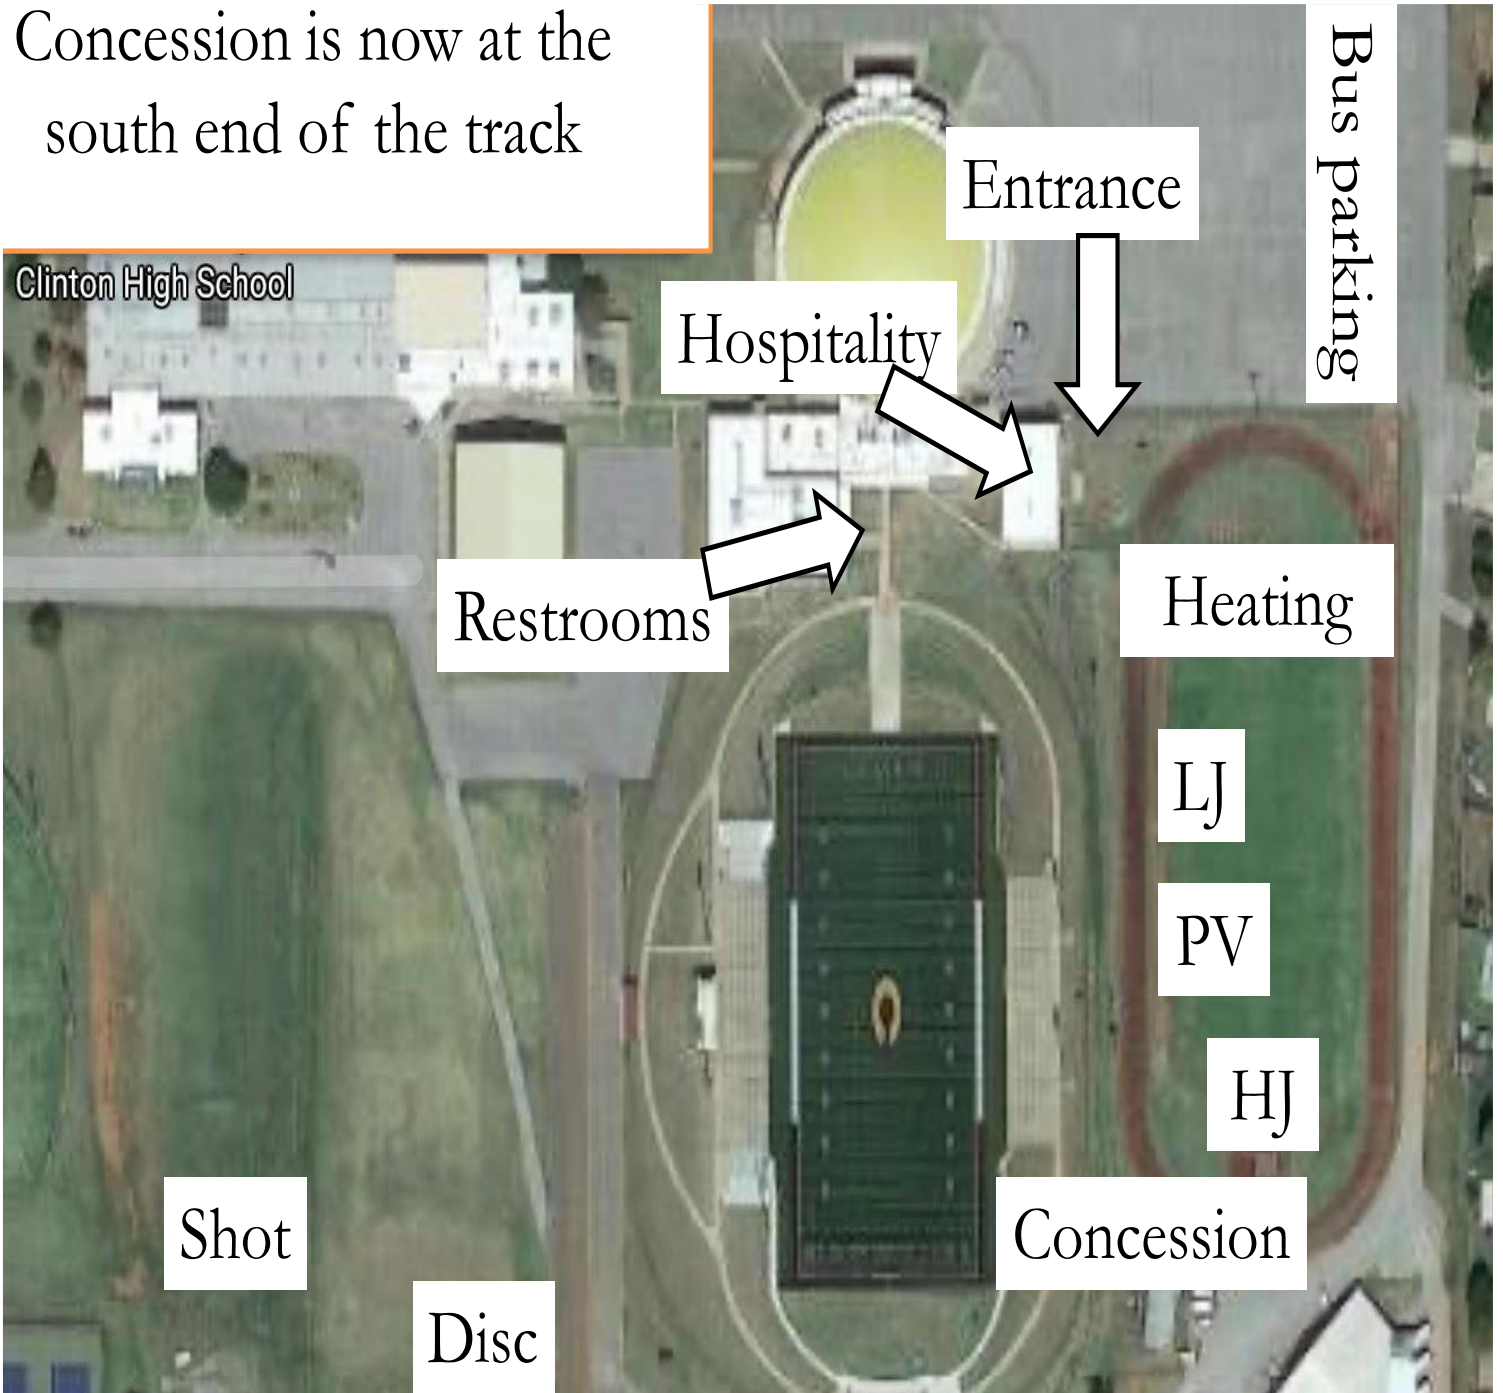 Concession is now at the
south end of the track
Bus parking
Entrance
Clinton High School
Hospitality
Restrooms
Heating
LJ
PV
HJ
Shot
Concession
Disc